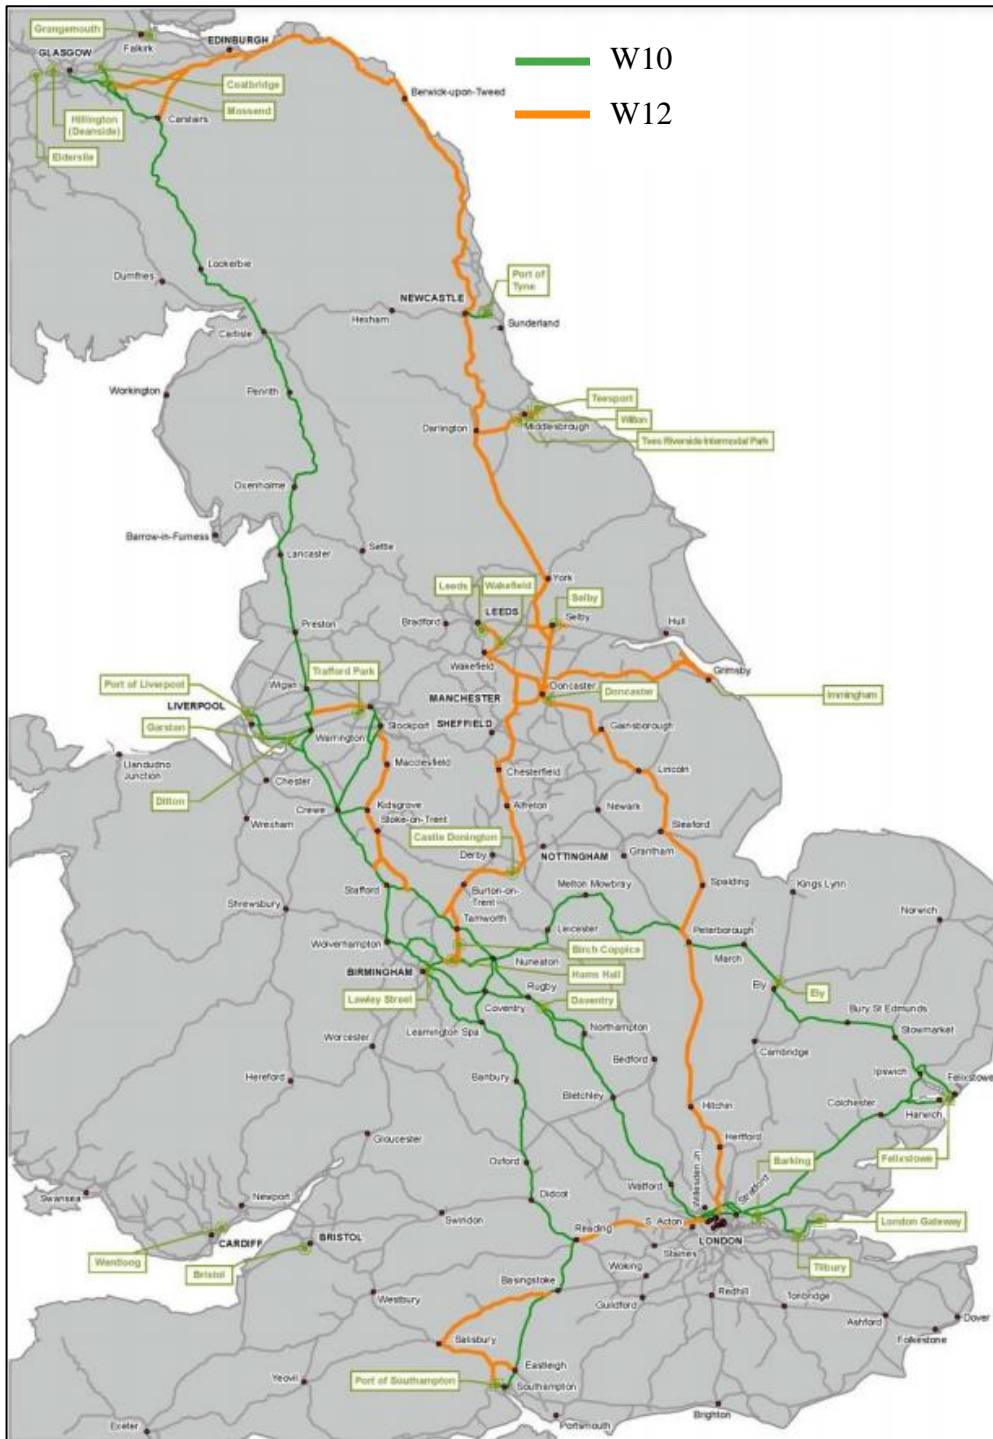 Grangemouth
Falkirk
EDINBURGH
W10
GLASGOW
Coatbridge
Berwick-upon-Tweed
W12
Mossend
Hillington
(Deanside)
Carstairs
Elderslie
Lockerbie
Dumfries
Port of
Tyne
NEWCASTLE
Hexham
Sunderland
Carlisle
Workington
Penrith
Teesport
Wilton
Darlington
Middlesbrough
Tees Riverside Intermodal Park
Oxenholme
Barrow-in-Furness
Lancaster
Settle
York
Leeds
Wakefield
Selby
LEEDS
Bradford
Selby
Hull
Preston
Wakefield
Trafford Park
Grimsby
Port of Liverpool
Wigan
Doncaster
MANCHESTER
Doncaster
Immingham
LIVERPOOL
Stockport
SHEFFIELD
Gainsborough
Garston
Warrington
Llandudno
Junction
Macclesfield
Chesterfield
Lincoln
Chester
Ditton
Crewe
Kidsgrove
Alfreton
Newark
Wrexham
Stoke-on-Trent
Sleaford
Castle Donington
Derby
NOTTINGHAM
Grantham
Stafford
Burton-on-
Trent
Melton Mowbray
Spalding
Kings Lynn
Shrewsbury
Tamworth
Leicester
Norwich
Wolverhampton
Peterborough
March
Birch Coppice
BIRMINGHAM
Nuneaton
Hams Hall
Rugby
Ely
Ely
Lawley Street
Daventry
Coventry
Bury St Edmunds
Leamington Spa
Northampton
Stowmarket
Worcester
Cambridge
Bedford
Ipswich
Felixstowe
Hereford
Banbury
Bletchley
Hitchin
Colchester
Harwich
Gloucester
Hertford
Oxford
Barking
Felixstowe
Watford
Willesden Jn
Stratford
Swansea
Newport
Didcot
Swindon
Reading
S. Acton
London Gateway
CARDIFF
BRISTOL
LONDON
Wentloog
Staines
Bristol
Tilbury
Woking
Basingstoke
Westbury
Guildford
Redhill
Tonbridge
Ashford
Dover
Folkestone
Salisbury
Eastleigh
Yeovil
Port of Southampton
Southampton
Exeter
Portsmouth
Brighton